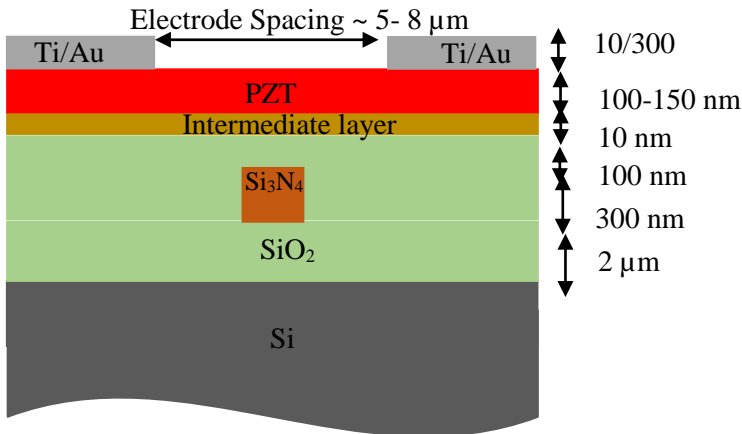 Electrode Spacing ~ 5- 8 µm
Ti/Au
Ti/Au
10/300
PZT
100-150 nm
Intermediate layer
10 nm
100 nm
Si₃N₄
300 nm
SiO₂
2 µm
Si